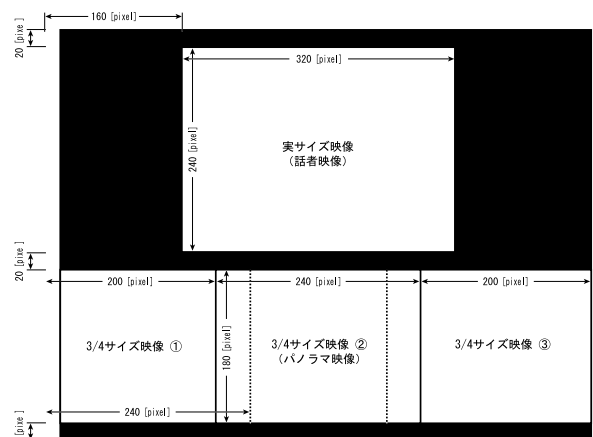 160 [pixel]
20 [pixe ]
320 [pixel]
240 [pixel]
実サイズ映像
(話者映像)
20 [pixe ]
200 [pixel]
240 [pixel]
200 [pixel]
180 [pixel]
3/4サイズ映像 ①
3/4サイズ映像 ②
(パノラマ映像)
3/4サイズ映像 ③
240 [pixel]
[pixe ]